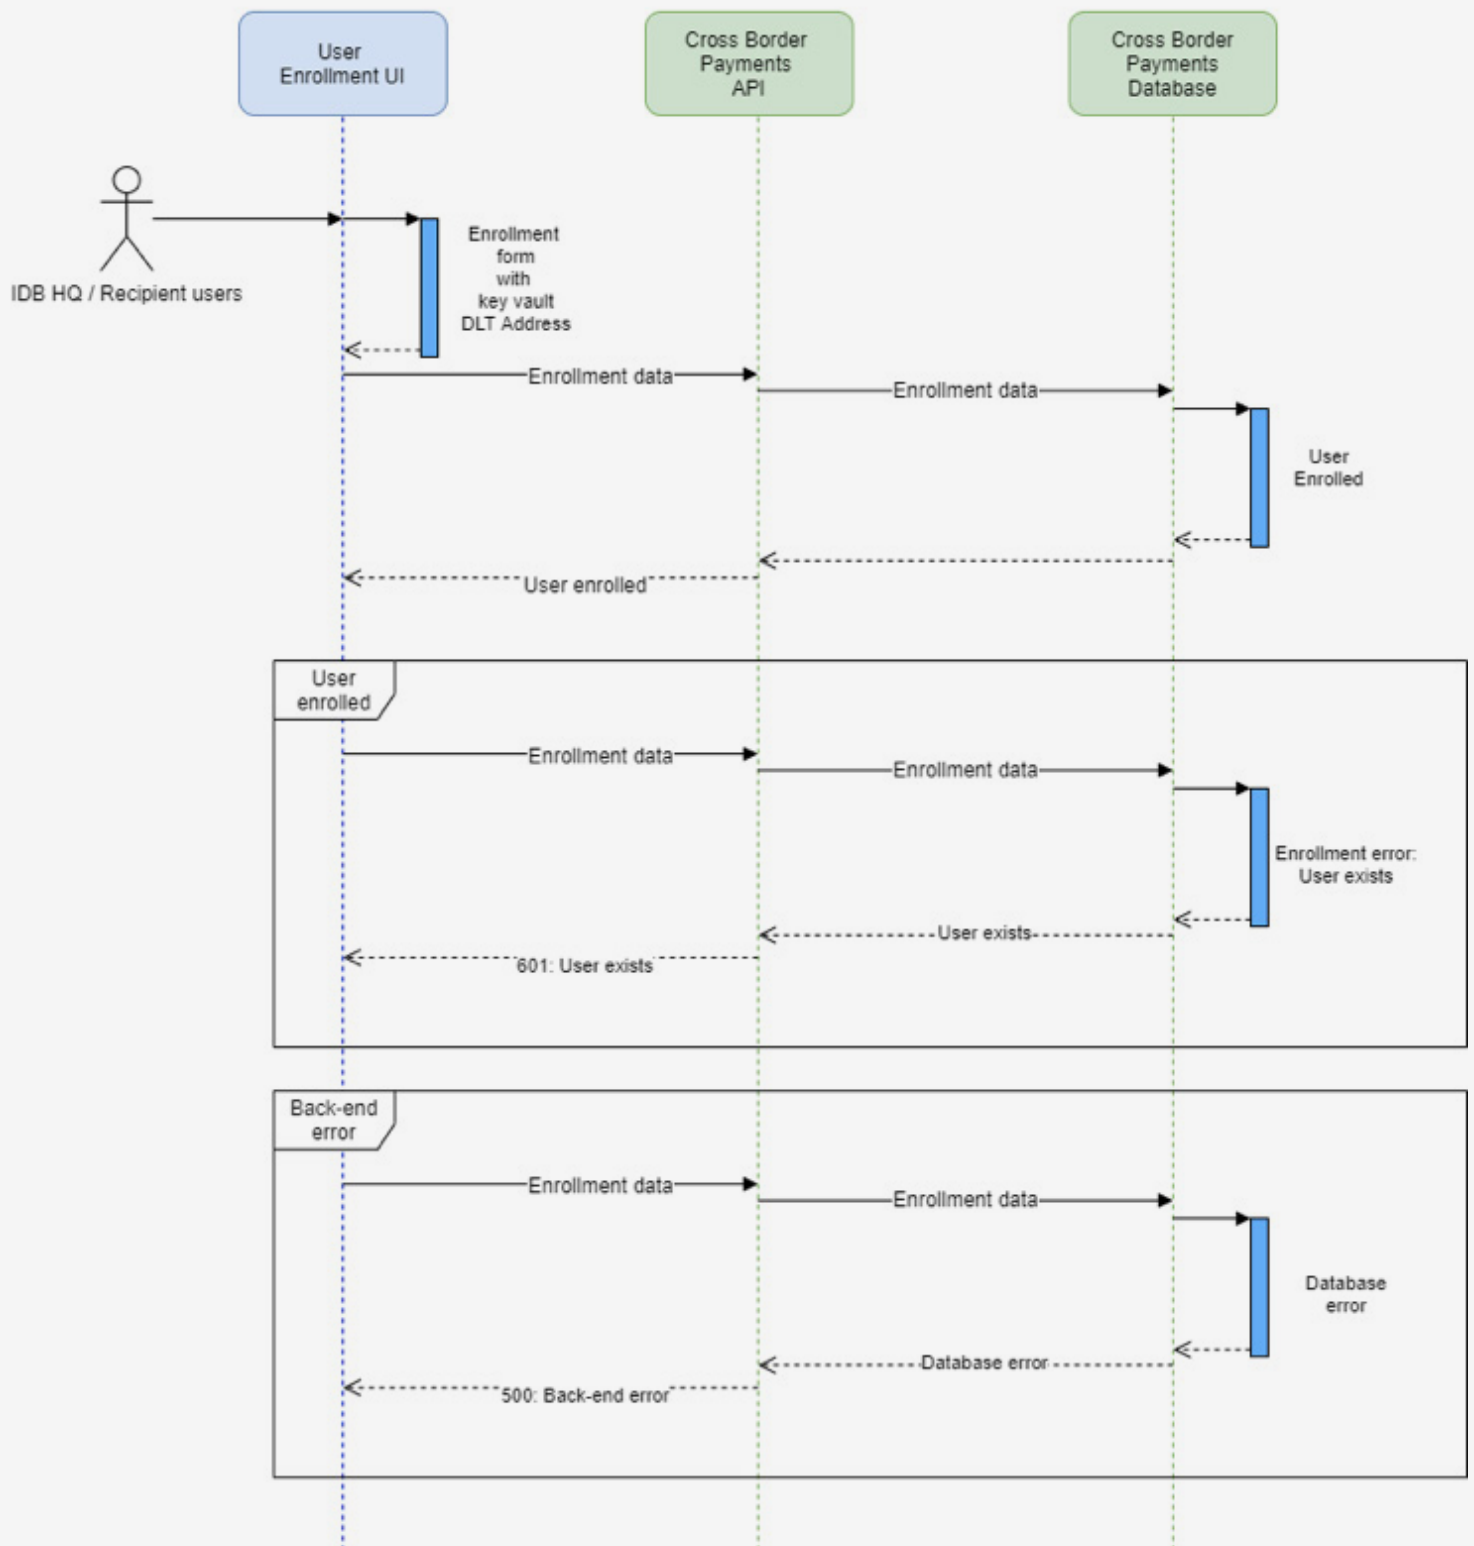 User
Enrollment UI
Cross Border
Payments
API
Cross Border
Payments
Database
IDB HQ / Recipient users
Enrollment
form
with
key vault
DLT Address
Enrollment data
Enrollment data
User
Enrolled
User enrolled
User
enrolled
Enrollment data
Enrollment data
Enrollment error:
User exists
User exists
601: User exists
Back-end
error
Enrollment data
Enrollment data
Database
error
Database error
500: Back-end error